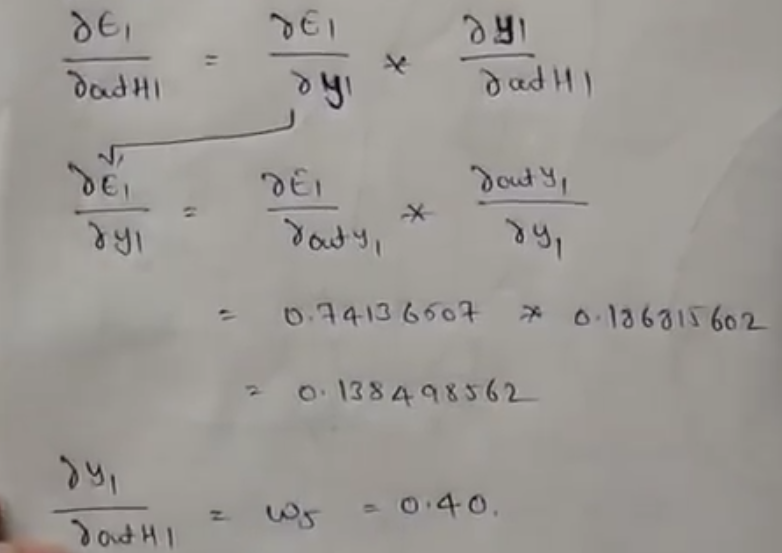 ∂E1/∂outH1 = ∂E1/∂y1 * ∂y1/∂outH1
∂E1/∂y1 = ∂E1/∂outy1 * ∂outy1/∂y1
= 0.74136507 * 0.186815602
= 0.138498562
∂y1/∂outH1 = w5 = 0.40.